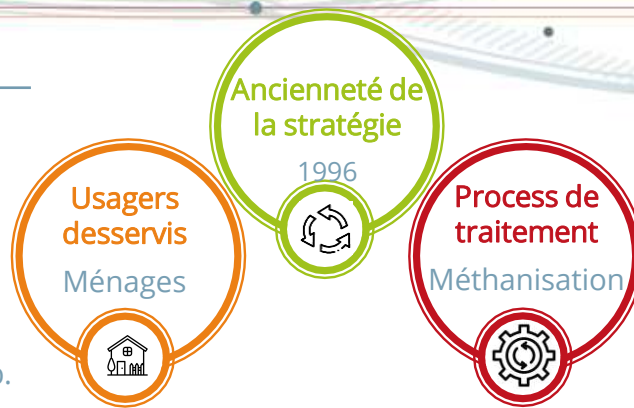 Ancienneté de
la stratégie
1996
Usagers
desservis
Ménages
Process de
traitement
Méthanisation